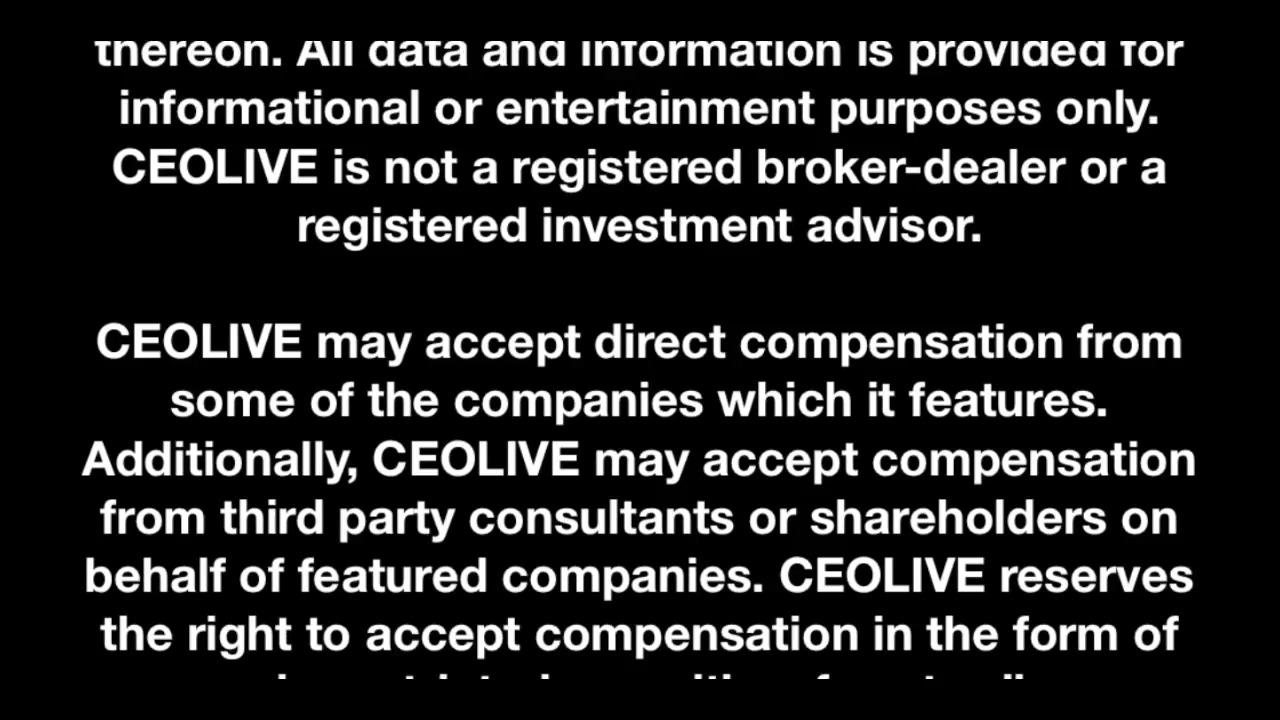 thereon. All data and information is provided for
informational or entertainment purposes only.
CEOLIVE is not a registered broker-dealer or a
registered investment advisor.
CEOLIVE may accept direct compensation from
some of the companies which it features.
Additionally, CEOLIVE may accept compensation
from third party consultants or shareholders on
behalf of featured companies. CEOLIVE reserves
the right to accept compensation in the form of